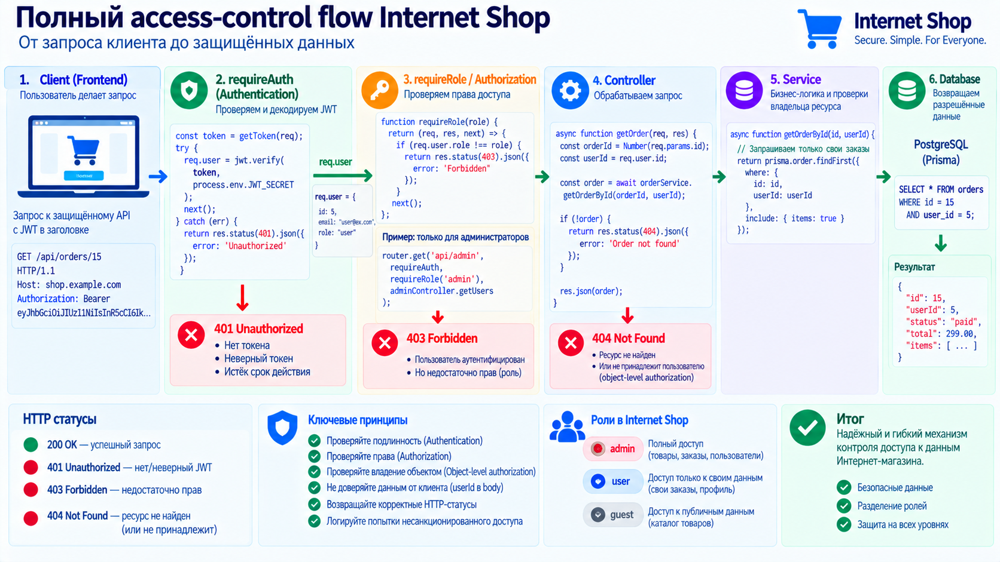 Полный access-control flow Internet Shop
От запроса клиента до защищённых данных
Internet Shop
Secure. Simple. For Everyone.
1. Client (Frontend)
Пользователь делает запрос
Запрос к защищённому API
с JWT в заголовке
GET /api/orders/15
HTTP/1.1
Host: shop.example.com
Authorization: Bearer
eyJhbGciOiJIUz11NiIsInR5cCI6Ik...
2. requireAuth
(Authentication)
Проверяем и декодируем JWT
const token = getToken(req);
try {
req.user = jwt.verify(
token,
process.env.JWT_SECRET
);
next();
} catch (err) {
return res.status(401).json({
error: 'Unauthorized'
});
}
401 Unauthorized
• Нет токена
• Неверный токен
• Истёк срок действия
req.user
req.user = {
id: 5,
email: "user@ex.com",
role: "user"
}
3. requireRole / Authorization
Проверяем права доступа
function requireRole(role) {
return (req, res, next) => {
if (req.user.role !== role) {
return res.status(403).json({
error: 'Forbidden"
});
}
next();
};
Пример: только для администраторов
router.get('api/admin',
requireAuth,
requireRole('admin'),
adminController.getUsers
);
403 Forbidden
• Пользователь аутентифицирован
• Но недостаточно прав (роль)
4. Controller
Обрабатываем запрос
async function getOrder(req, res) {
const orderId = Number(req.params.id);
const userId = req.user.id;
const order = await orderService.
getOrderById(orderId, userId);
if (!order) {
return res.status(404).json({
error: 'Order not found'
});
}
res.json(order);
}
404 Not Found
• Ресурс не найден
• Или не принадлежит пользователю
(object-level authorization)
5. Service
Бизнес-логика и проверки
владельца ресурса
async function getOrderById(id, userId) {
// Запрашиваем только свои заказы
return prisma.order.findFirst({
where: {
id: id,
userId: userId
},
include: { items: true }
});
6. Database
Возвращаем
разрешённые
данные
PostgreSQL
(Prisma)
SELECT * FROM orders
WHERE id = 15
AND user_id = 5;
Результат
{
"id": 15,
"userId": 5,
"status": "paid",
"total": 299.00,
"items": [ ... ]
}
HTTP статусы
200 OK — успешный запрос
401 Unauthorized — нет/неверный JWT
403 Forbidden — недостаточно прав
404 Not Found — ресурс не найден
(или не принадлежит)
Ключевые принципы
Проверяйте подлинность (Authentication)
Проверяйте права (Authorization)
Проверяйте владение объектом (Object-level authorization)
Не доверяйте данным от клиента (userId в body)
Возвращайте корректные HTTP-статусы
Логируйте попытки несанкционированного доступа
Роли в Internet Shop
admin
Полный доступ
(товары, заказы, пользователи)
user
Доступ только к своим данным
(свои заказы, профиль)
guest
Доступ к публичным данным
(каталог товаров)
Итог
Надёжный и гибкий механизм
контроля доступа к данным
Интернет-магазина.
Безопасные данные
Разделение ролей
Защита на всех уровнях